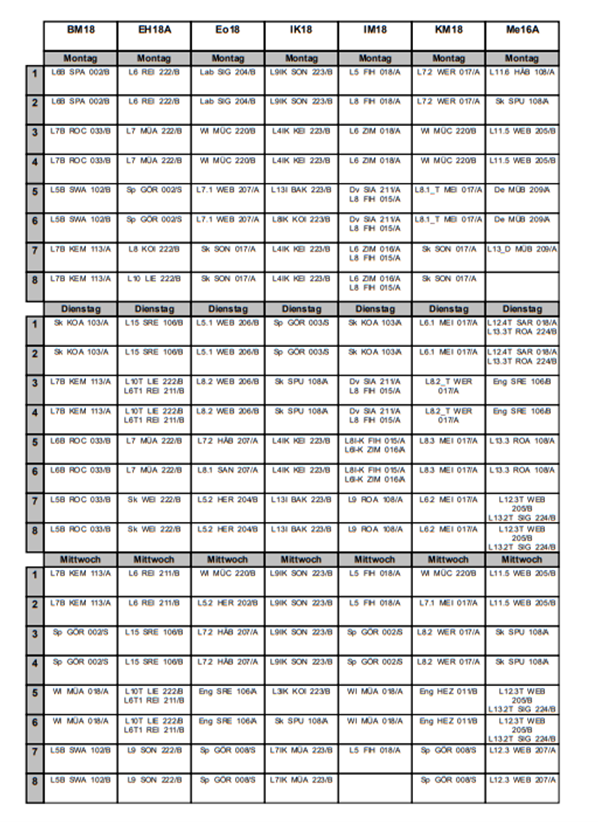 BM18 EH18A Eo18 IK18 IM18 KM18 Me16A
Montag Montag Montag Montag Montag Montag Montag
1 L6B SPA 002/B L6 REI 222/B Lab SIG 204/B L9IK SON 223/B L5 FIH 018/A L7.2 WER 017/A L11.6 HÄB 108/A
2 L6B SPA 002/B L6 REI 222/B Lab SIG 204/B L9IK SON 223/B L8 FIH 018/A L7.2 WER 017/A Sk SPU 108/A
3 L7B ROC 033/B L7 MÜA 222/B WI MÜC 220/B L4IK KEI 223/B L6 ZIM 018/A WI MÜC 220/B L11.5 WEB 205/B
4 L7B ROC 033/B L7 MÜA 222/B WI MÜC 220/B L4IK KEI 223/B L6 ZIM 018/A WI MÜC 220/B L11.5 WEB 205/B
5 L5B SWA 102/B Sp GÖR 002/S L7.1 WEB 207/A L13I BAK 223/B Dv SIA 211/A L8.1_T MEI 017/A De MÜB 209/A
L8 FIH 015/A
6 L5B SWA 102/B Sp GÖR 002/S L7.1 WEB 207/A L8IK KOI 223/B Dv SIA 211/A L8.1_T MEI 017/A De MÜB 209/A
L8 FIH 015/A
7 L7B KEM 113/A L8 KOI 222/B Sk SON 017/A L4IK KEI 223/B L6 ZIM 016/A Sk SON 017/A L13_D MÜB 209/A
L8 FIH 015/A
8 L7B KEM 113/A L10 LIE 222/B Sk SON 017/A L4IK KEI 223/B L6 ZIM 016/A Sk SON 017/A
L8 FIH 015/A
Dienstag Dienstag Dienstag Dienstag Dienstag Dienstag Dienstag
1 Sk KOA 103/A L15 SRE 106/B L5.1 WEB 206/B Sp GÖR 003/S Sk KOA 103/A L6.1 MEI 017/A L12.4T SAR 018/A
L13.3T ROA 224/B
2 Sk KOA 103/A L15 SRE 106/B L5.1 WEB 206/B Sp GÖR 003/S Sk KOA 103/A L6.1 MEI 017/A L12.4T SAR 018/A
L13.3T ROA 224/B
3 L7B KEM 113/A L10T LIE 222/B L8.2 WEB 206/B Sk SPU 108/A Dv SIA 211/A L8.2_T WER Eng SRE 106/B
L6T1 REI 211/B L8 FIH 015/A 017/A
4 L7B KEM 113/A L10T LIE 222/B L8.2 WEB 206/B Sk SPU 108/A Dv SIA 211/A L8.2_T WER Eng SRE 106/B
L6T1 REI 211/B L8 FIH 015/A 017/A
5 L6B ROC 033/B L7 MÜA 222/B L7.2 HÄB 207/A L4IK KEI 223/B L8I-K FIH 015/A L8.3 MEI 017/A L13.3 ROA 108/A
L6I-K ZIM 016/A
6 L6B ROC 033/B L7 MÜA 222/B L8.1 SAN 207/A L4IK KEI 223/B L8I-K FIH 015/A L8.3 MEI 017/A L13.3 ROA 108/A
L6I-K ZIM 016/A
7 L5B ROC 033/B Sk WEI 222/B L5.2 HER 204/B L13I BAK 223/B L9 ROA 108/A L6.2 MEI 017/A L12.3T WEB
205/B
L13.2T SIG 224/B
8 L5B ROC 033/B Sk WEI 222/B L5.2 HER 204/B L13I BAK 223/B L9 ROA 108/A L6.2 MEI 017/A L12.3T WEB
205/B
L13.2T SIG 224/B
Mittwoch Mittwoch Mittwoch Mittwoch Mittwoch Mittwoch Mittwoch
1 L7B KEM 113/A L6 REI 211/B WI MÜC 220/B L9IK SON 223/B L5 FIH 018/A WI MÜC 220/B L11.5 WEB 205/B
2 L7B KEM 113/A L6 REI 211/B L5.2 HER 202/B L9IK SON 223/B L5 FIH 018/A L7.1 MEI 017/A L11.5 WEB 205/B
3 Sp GÖR 002/S L15 SRE 106/B L7.2 HÄB 207/A L9IK SON 223/B Sp GÖR 002/S L8.2 WER 017/A Sk SPU 108/A
4 Sp GÖR 002/S L15 SRE 106/B L7.2 HÄB 207/A L9IK SON 223/B Sp GÖR 002/S L8.2 WER 017/A Sk SPU 108/A
5 WI MÜA 018/A L10T LIE 222/B Eng SRE 106/A L3IK KOI 223/B WI MÜA 018/A Eng HEZ 011/B L12.3T WEB
L6T1 REI 211/B 205/B
L13.2T SIG 224/B
6 WI MÜA 018/A L10T LIE 222/B Eng SRE 106/A Sk SPU 108/A WI MÜA 018/A Eng HEZ 011/B L12.3T WEB
L6T1 REI 211/B 205/B
L13.2T SIG 224/B
7 L5B SWA 102/B L9 SON 222/B Sp GÖR 008/S L7IK MÜA 223/B L5 FIH 018/A Sp GÖR 008/S L12.3 WEB 207/A
8 L5B SWA 102/B L9 SON 222/B Sp GÖR 008/S L7IK MÜA 223/B Sp GÖR 008/S L12.3 WEB 207/A